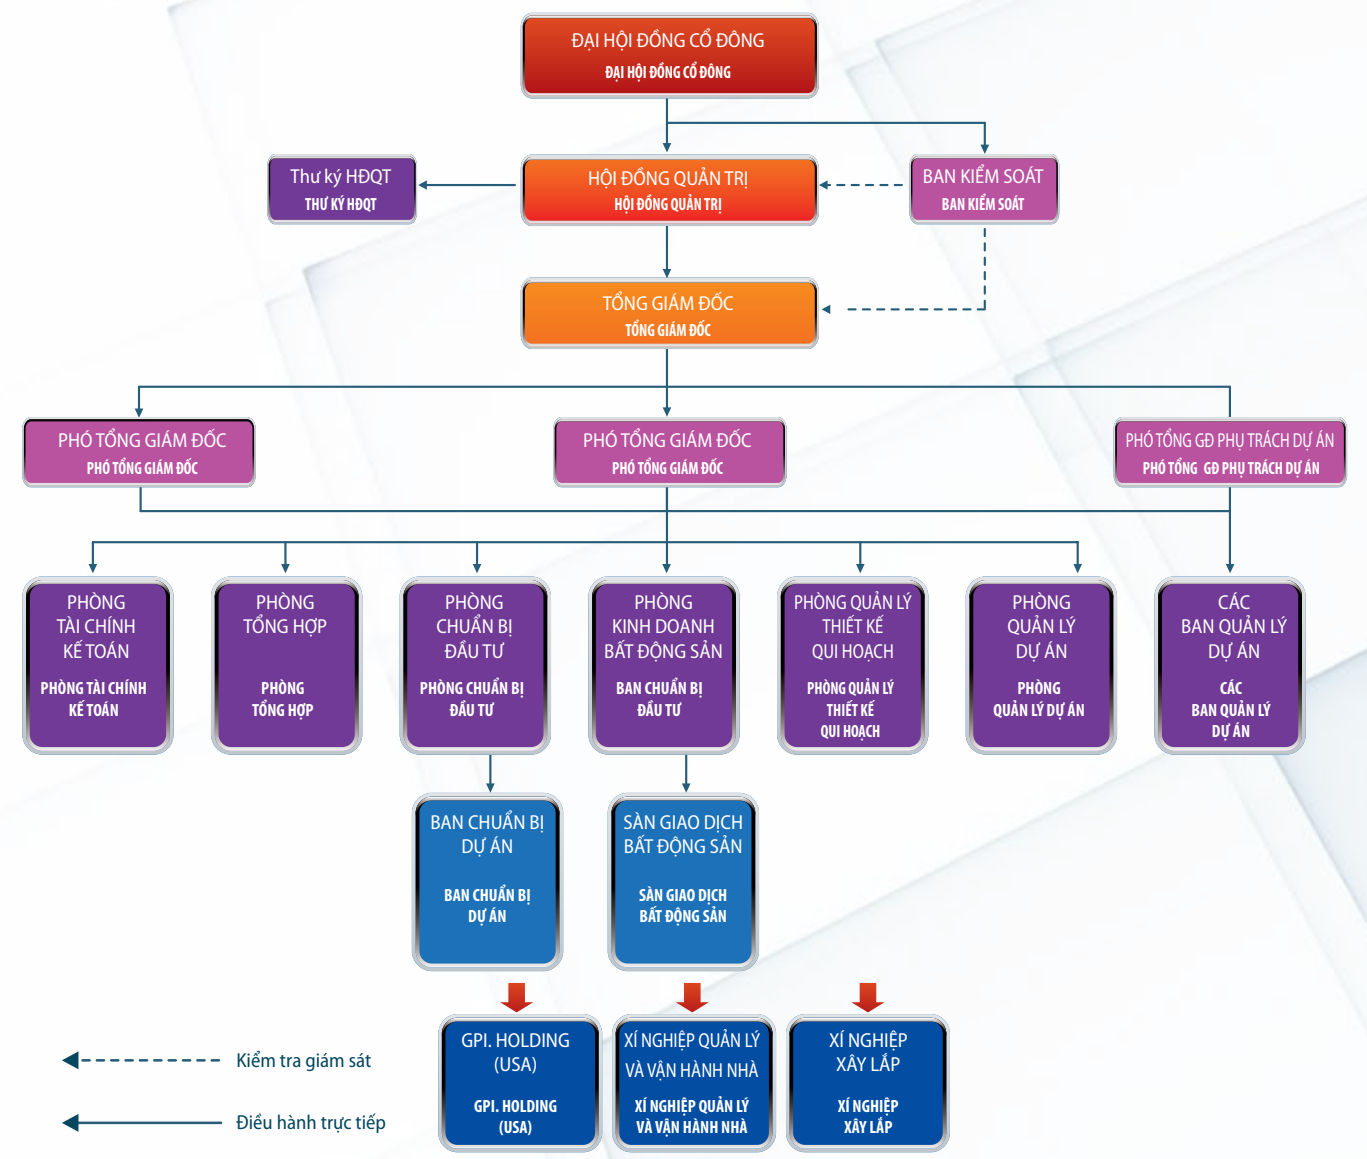 ĐẠI HỘI ĐỒNG CỔ ĐÔNG
ĐẠI HỘI ĐỒNG CỔ ĐÔNG
Thư ký HĐQT
THƯ KÝ HĐQT
HỘI ĐỒNG QUẢN TRỊ
HỘI ĐỒNG QUẢN TRỊ
BAN KIỂM SOÁT
BAN KIỂM SOÁT
TỔNG GIÁM ĐỐC
TỔNG GIÁM ĐỐC
PHÓ TỔNG GIÁM ĐỐC
PHÓ TỔNG GIÁM ĐỐC
PHÓ TỔNG GIÁM ĐỐC
PHÓ TỔNG GIÁM ĐỐC
PHÓ TỔNG GĐ PHỤ TRÁCH DỰ ÁN
PHÓ TỔNG GĐ PHỤ TRÁCH DỰ ÁN
PHÒNG
TÀI CHÍNH
KẾ TOÁN
PHÒNG TÀI CHÍNH
KẾ TOÁN
PHÒNG
TỔNG HỢP
PHÒNG
TỔNG HỢP
PHÒNG
CHUẨN BỊ
ĐẦU TƯ
PHÒNG CHUẨN BỊ
ĐẦU TƯ
PHÒNG
KINH DOANH
BẤT ĐỘNG SẢN
BAN CHUẨN BỊ
ĐẦU TƯ
PHÒNG QUẢN LÝ
THIẾT KẾ
QUI HOẠCH
PHÒNG QUẢN LÝ
THIẾT KẾ
QUI HOẠCH
PHÒNG
QUẢN LÝ
DỰ ÁN
PHÒNG
QUẢN LÝ DỰ ÁN
CÁC
BAN QUẢN LÝ
DỰ ÁN
CÁC
BAN QUẢN LÝ
DỰ ÁN
BAN CHUẨN BỊ
DỰ ÁN
BAN CHUẨN BỊ
DỰ ÁN
SÀN GIAO DỊCH
BẤT ĐỘNG SẢN
SÀN GIAO DỊCH
BẤT ĐỘNG SẢN
GPI. HOLDING
(USA)
GPI. HOLDING
(USA)
XÍ NGHIỆP QUẢN LÝ
VÀ VẬN HÀNH NHÀ
XÍ NGHIỆP QUẢN LÝ
VÀ VẬN HÀNH NHÀ
XÍ NGHIỆP
XÂY LẮP
XÍ NGHIỆP
XÂY LẮP
Kiểm tra giám sát
Điều hành trực tiếp